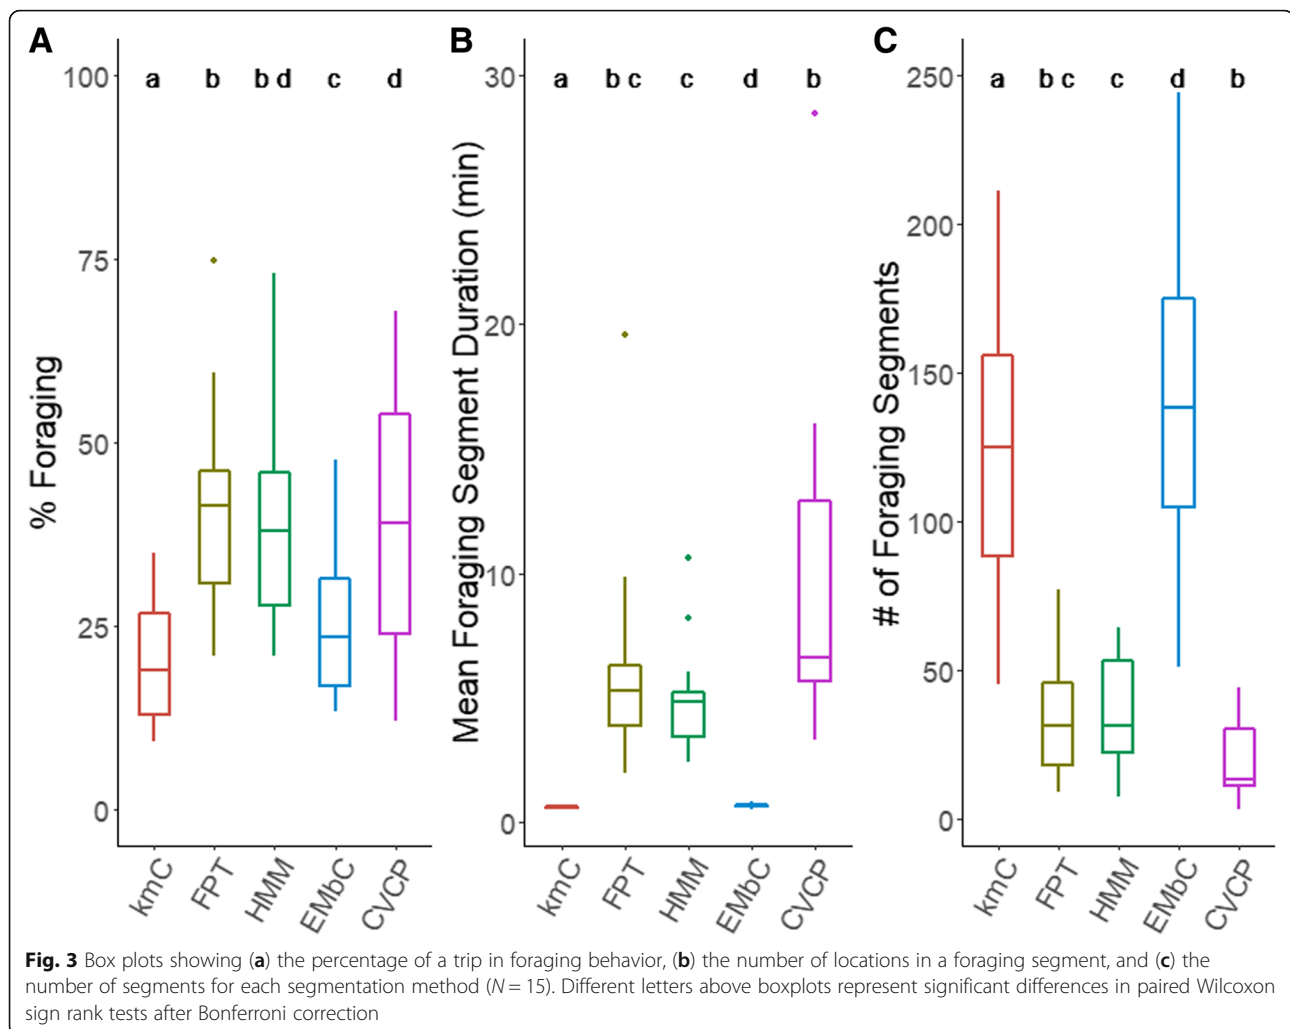 A
B
C
100
75
50
25
0
% Foraging
a
b
b d
c
d
kmC
FPT
HMM
EMbC
CVCP
30
20
10
0
Mean Foraging Segment Duration (min)
a
b c
c
d
b
kmC
FPT
HMM
EMbC
CVCP
250
200
150
100
50
0
# of Foraging Segments
a
b c
c
d
b
kmC
FPT
HMM
EMbC
CVCP
Fig. 3 Box plots showing (a) the percentage of a trip in foraging behavior, (b) the number of locations in a foraging segment, and (c) the
number of segments for each segmentation method (N = 15). Different letters above boxplots represent significant differences in paired Wilcoxon
sign rank tests after Bonferroni correction